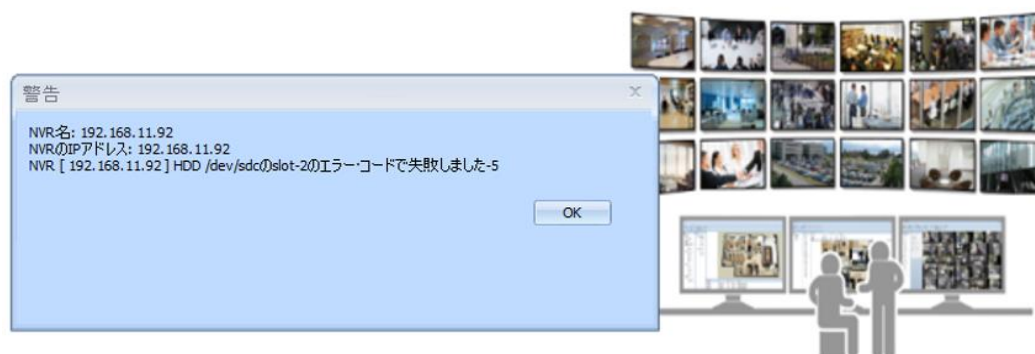 警告
NVR名: 192.168.11.92
NVRのIPアドレス: 192.168.11.92
NVR [ 192.168.11.92 ] HDD /dev/sdcのslot-2のエラー・コードで失敗しました-5
OK